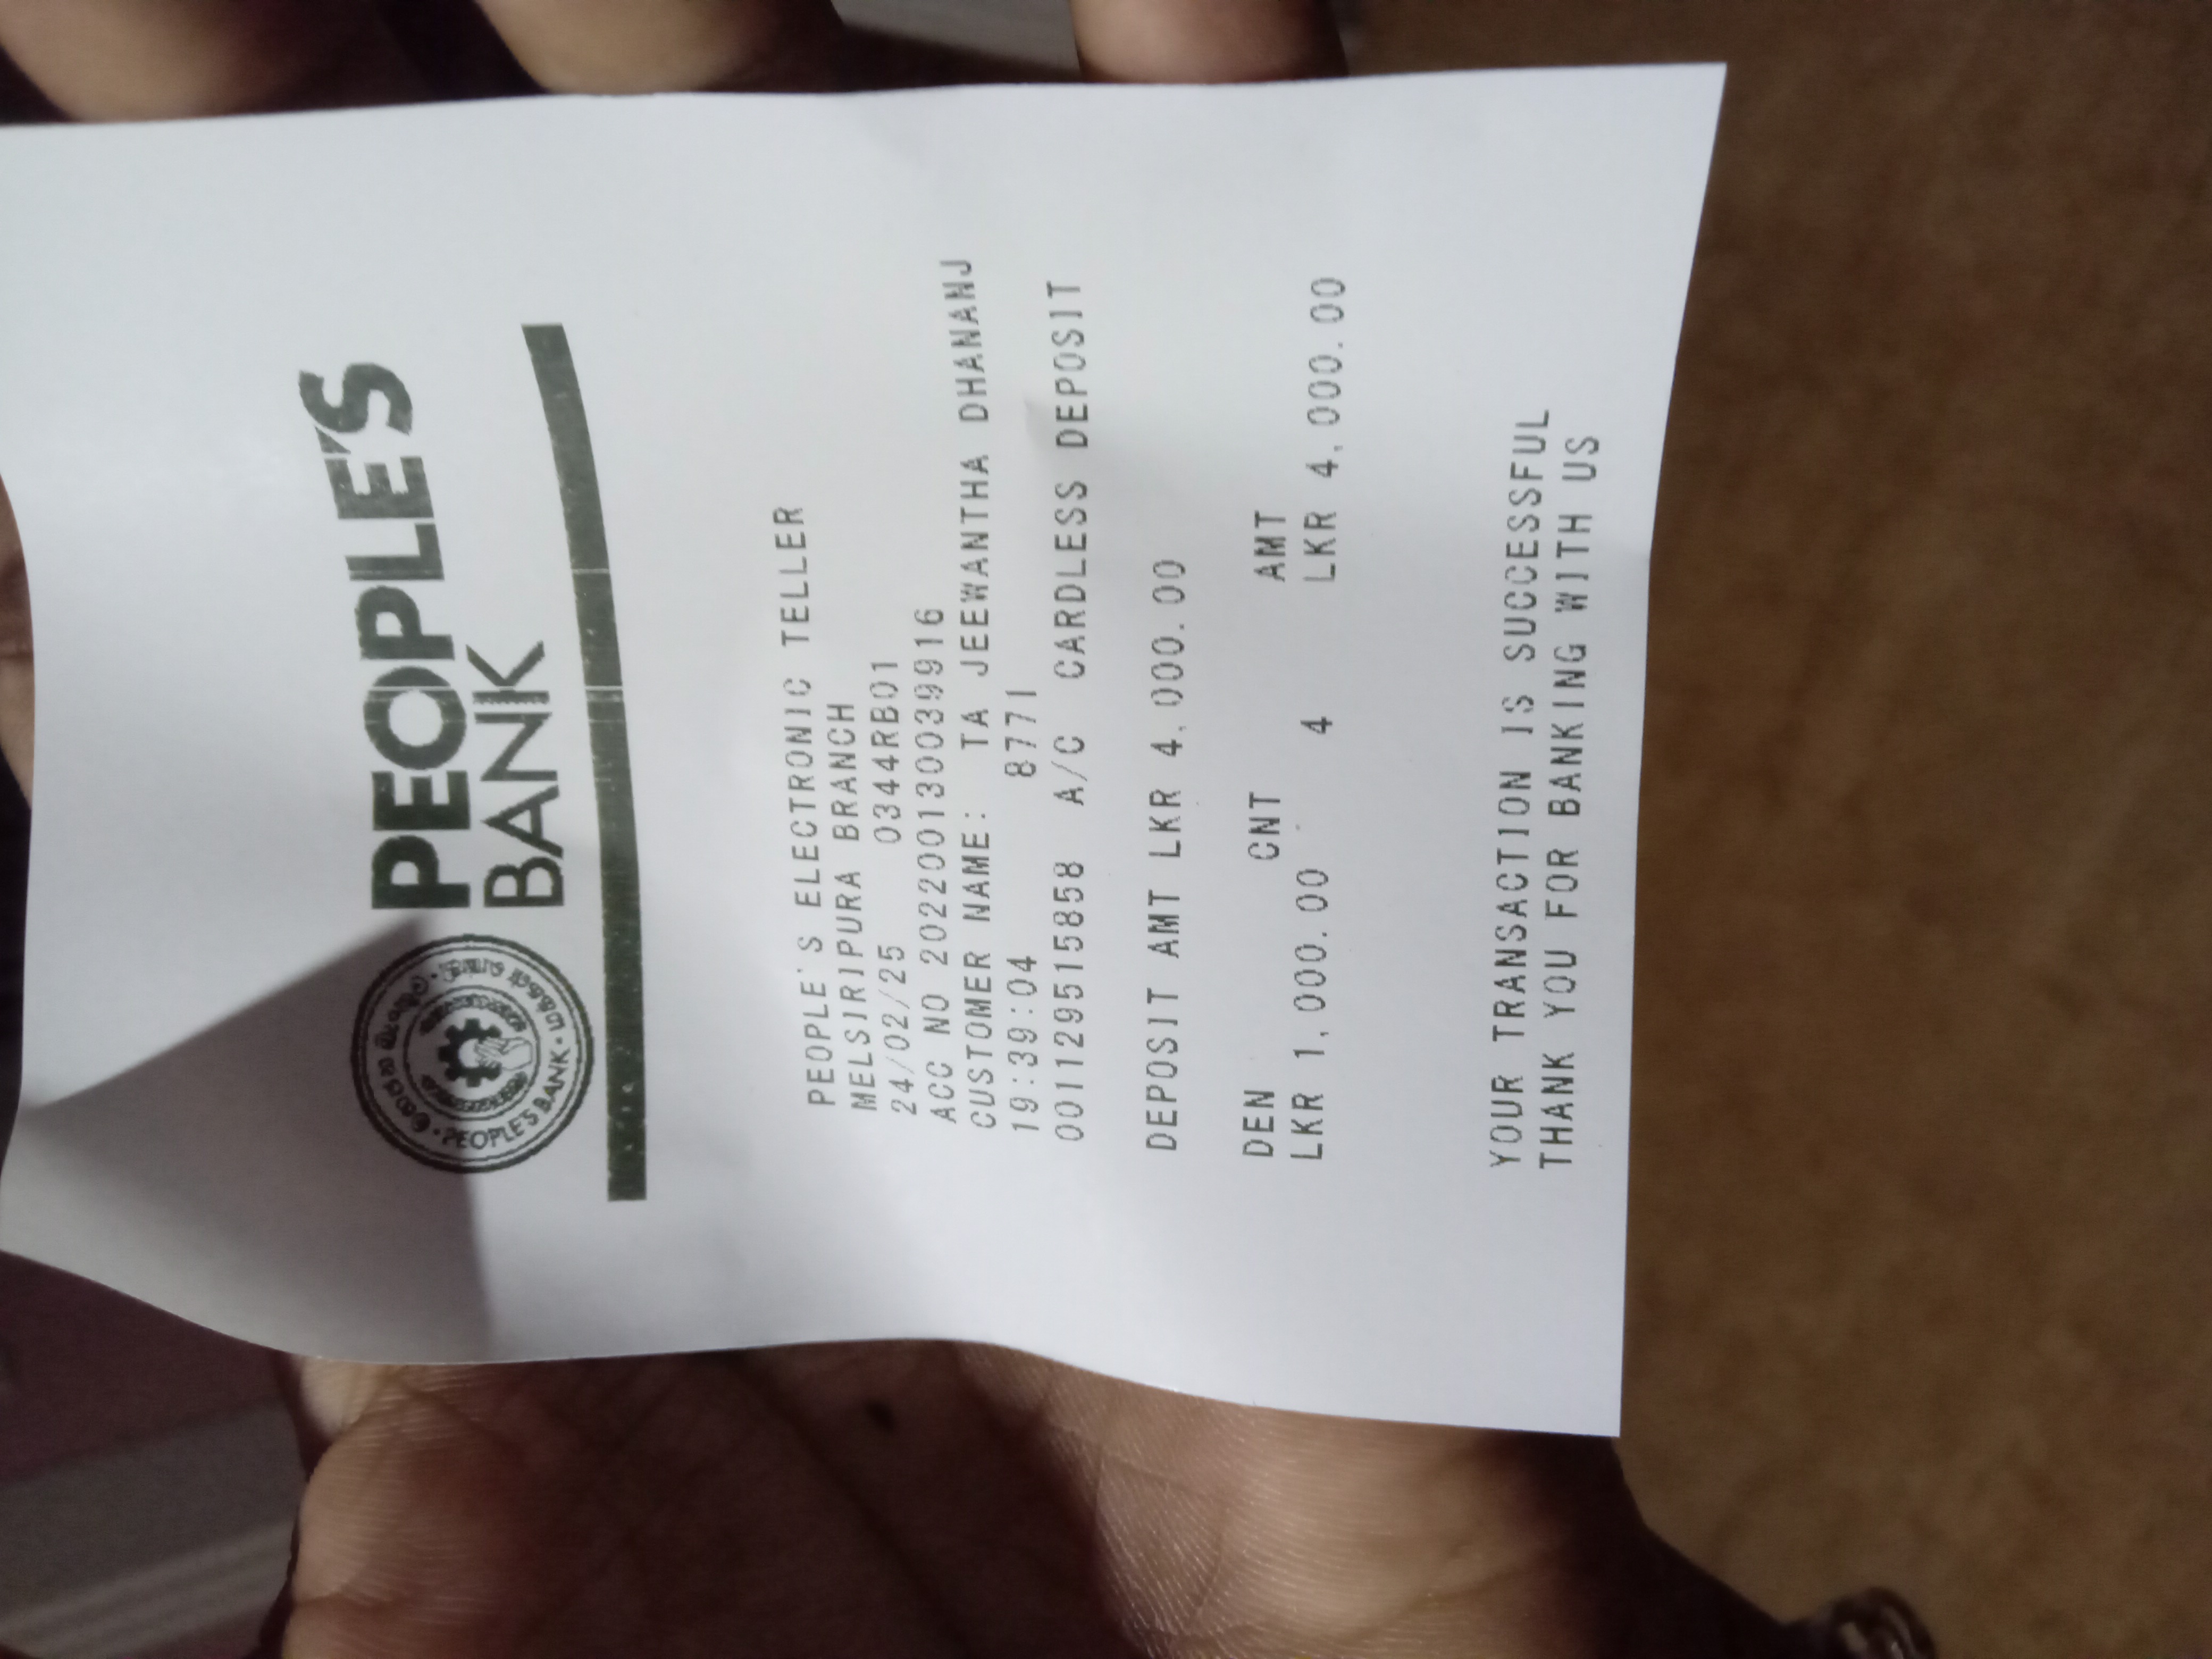 PEOPLE'S
BANK
PEOPLE'S BANK
PEOPLE'S ELECTRONIC TELLER
MELSIRIPURA BRANCH
24/02/25 0344RB01
ACC NO 202200130039916
CUSTOMER NAME: TA JEEWANTHA DHANANJ
19:39:04 8771
001129515858 A/C CARDLESS DEPOSIT
DEPOSIT AMT LKR 4,000.00
DEN CNT AMT
LKR 1,000.00 4 LKR 4,000.00
YOUR TRANSACTION IS SUCCESSFUL
THANK YOU FOR BANKING WITH US